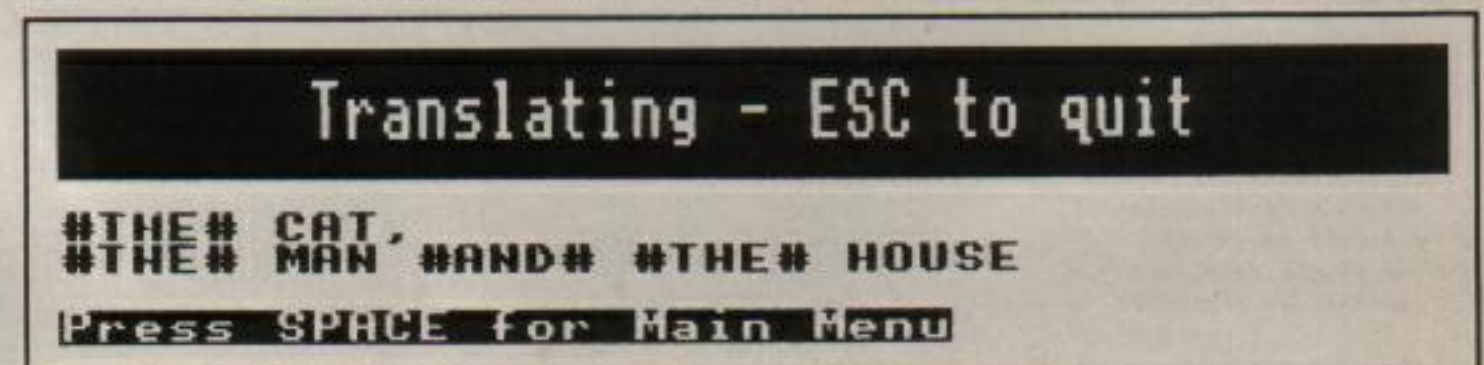 Translating - ESC to quit
#THE# CAT,
#THE# MAN #AND# #THE# HOUSE
Press SPACE for Main Menu